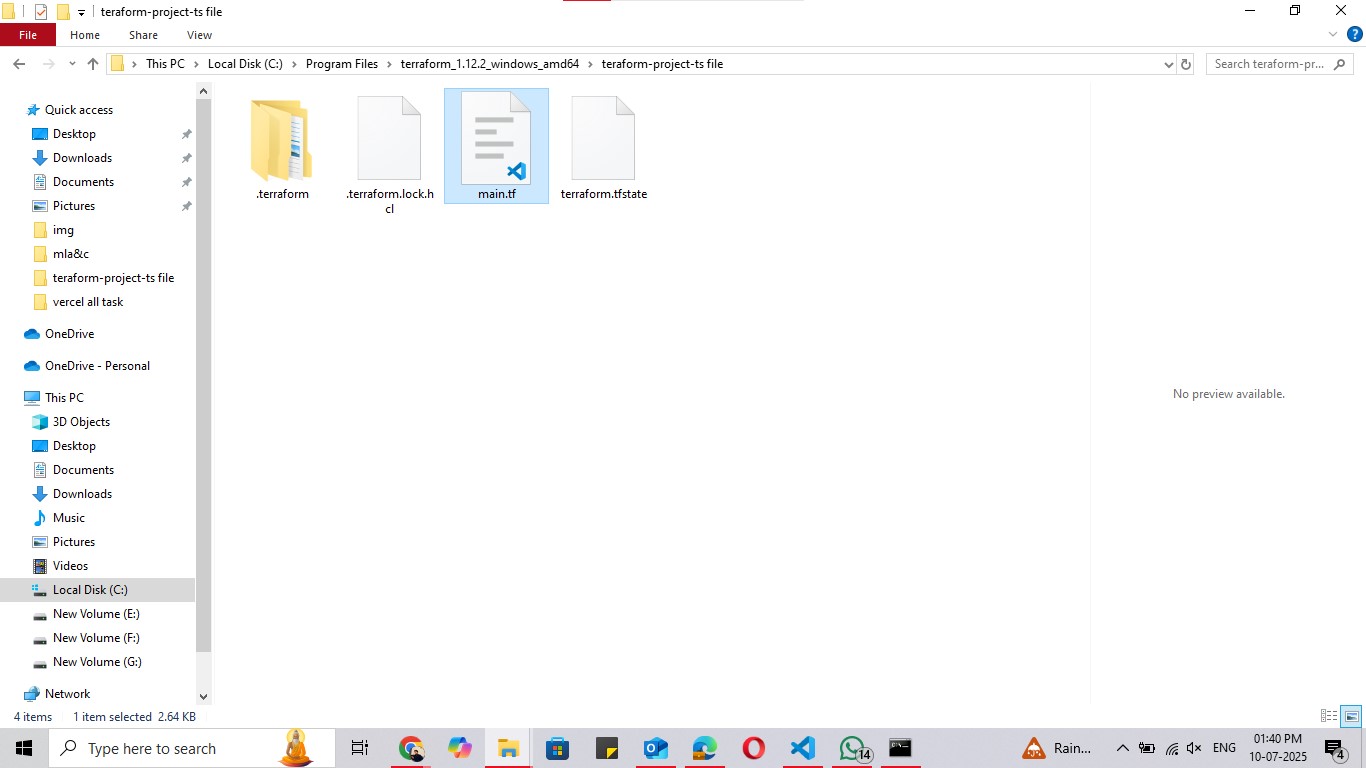 teraform-project-ts file
File
Home
Share
View
This PC
Local Disk (C:)
Program Files
terraform_1.12.2_windows_amd64
teraform-project-ts file
Search teraform-pr...
Quick access
Desktop
Downloads
Documents
Pictures
img
mla&c
teraform-project-ts file
vercel all task
OneDrive
OneDrive - Personal
This PC
3D Objects
Desktop
Documents
Downloads
Music
Pictures
Videos
Local Disk (C:)
New Volume (E:)
New Volume (F:)
New Volume (G:)
Network
.terraform
.terraform.lock.h
cl
main.tf
terraform.tfstate
No preview available.
4 items
1 item selected 2.64 KB
Type here to search
14
Rain...
ENG
01:40 PM
10-07-2025
4